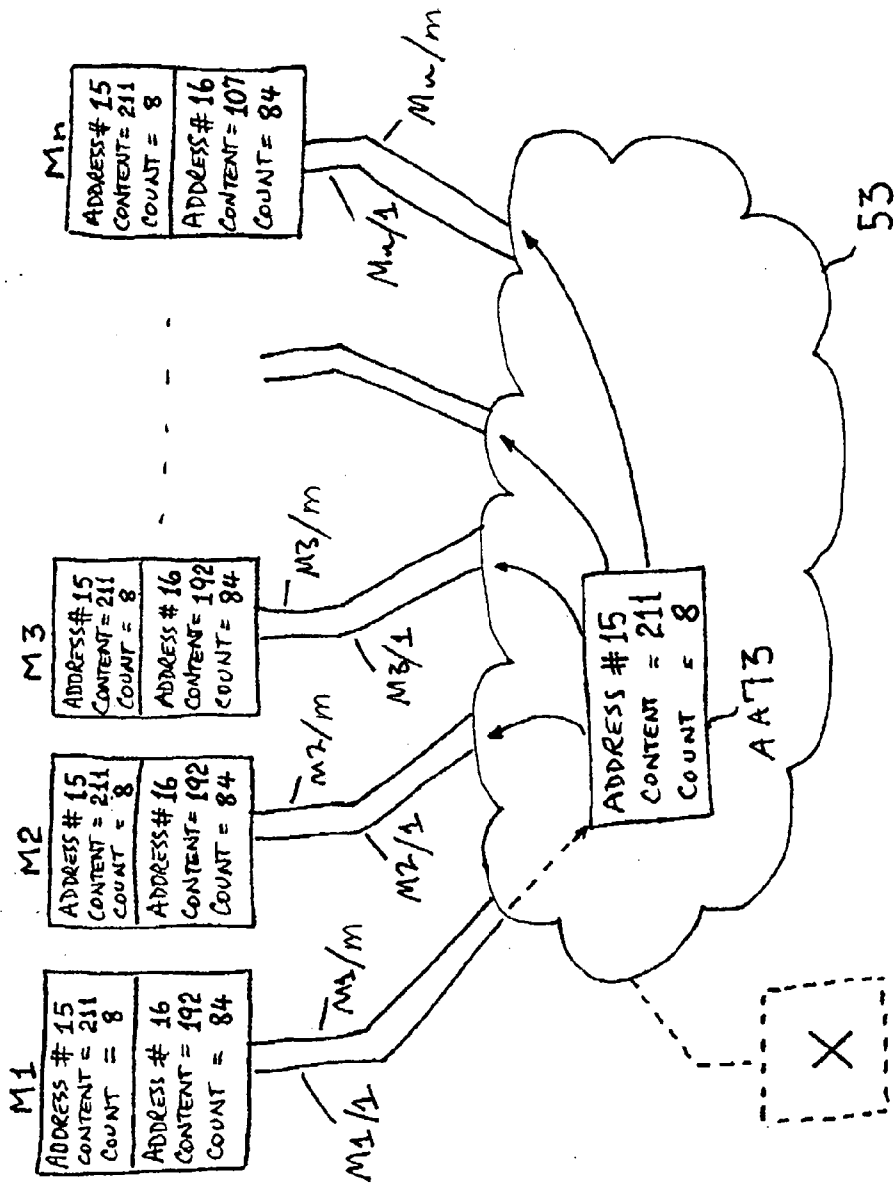 M1
ADDRESS # 15
CONTENT = 211
COUNT = 8
ADDRESS # 16
CONTENT = 192
COUNT = 84
M2
ADDRESS # 15
CONTENT = 211
COUNT = 8
ADDRESS #16
CONTENT= 192
COUNT = 84
M3
ADDRESS# 15
CONTENT= 211
COUNT = 8
ADDRESS # 16
CONTENT= 192
COUNT = 84
Mn
ADDRESS# 15
CONTENT= 211
COUNT = 8
ADDRESS# 16
CONTENT= 107
COUNT = 84
M1/1
M1/m
M2/1
M2/m
M3/1
M3/m
Mn/1
Mn/m
ADDRESS #15
CONTENT = 211
COUNT = 8
AA73
53
X